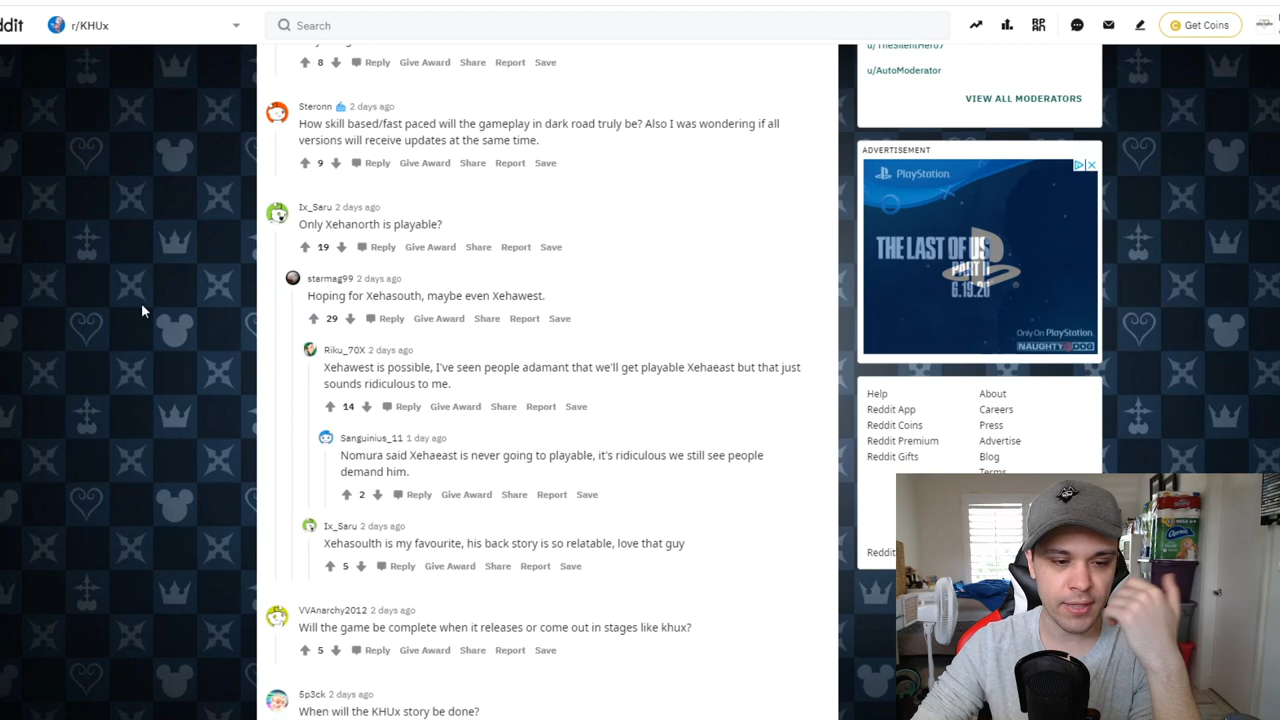 ddit
r/KHUx
Search
Get Coins
8
Reply
Give Award
Share
Report
Save
Steronn 2 days ago
How skill based/fast paced will the gameplay in dark road truly be? Also I was wondering if all
versions will receive updates at the same time.
9
Reply
Give Award
Share
Report
Save
Ix_Saru 2 days ago
Only Xehanorth is playable?
19
Reply
Give Award
Share
Report
Save
starmag99 2 days ago
Hoping for Xehasouth, maybe even Xehawest.
29
Reply
Give Award
Share
Report
Save
Riku_70X 2 days ago
Xehawest is possible, I've seen people adamant that we'll get playable Xehaeast but that just
sounds ridiculous to me.
14
Reply
Give Award
Share
Report
Save
Sanguinius_11 1 day ago
Nomura said Xehaeast is never going to playable, it's ridiculous we still see people
demand him.
2
Reply
Give Award
Share
Report
Save
Ix_Saru 2 days ago
Xehasoulth is my favourite, his back story is so relatable, love that guy
5
Reply
Give Award
Share
Report
Save
VVAnarchy2012 2 days ago
Will the game be complete when it releases or come out in stages like khux?
5
Reply
Give Award
Share
Report
Save
5p3ck 2 days ago
When will the KHUx story be done?
u/TheSilentHero7
u/AutoModerator
VIEW ALL MODERATORS
ADVERTISEMENT
PlayStation
THE LAST OF US
PART II
6.19.20
Only On PlayStation
NAUGHTY DOG
Help
About
Reddit App
Careers
Reddit Coins
Press
Reddit Premium
Advertise
Reddit Gifts
Blog
Terms
Reddit
Charmin